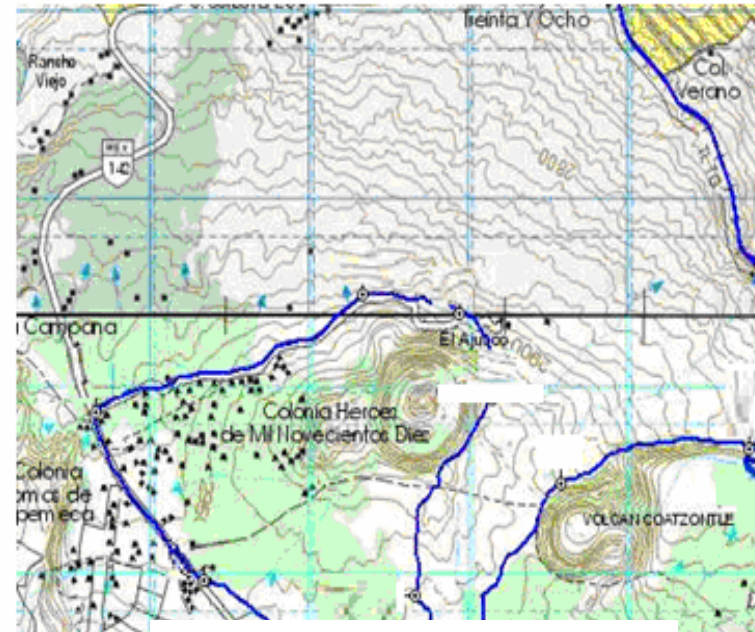 Treinta Y Ocho
Rancho
Viejo
Col.
Verano
MEX
142
2800
Campana
El Ajusco
2900
Colonia Heroes
de Mil Novecientos Diez
Colonia
VOLCAN COATZONTLE